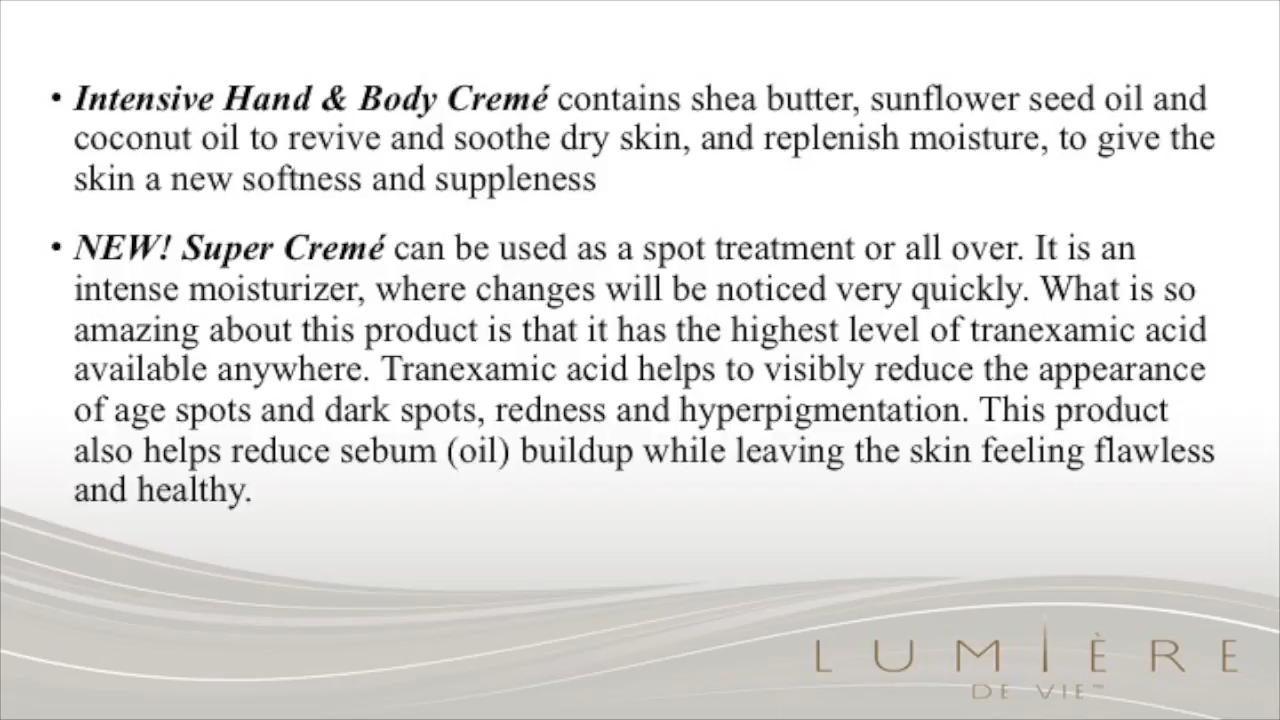 • Intensive Hand & Body Cremé contains shea butter, sunflower seed oil and
coconut oil to revive and soothe dry skin, and replenish moisture, to give the
skin a new softness and suppleness
• NEW! Super Cremé can be used as a spot treatment or all over. It is an
intense moisturizer, where changes will be noticed very quickly. What is so
amazing about this product is that it has the highest level of tranexamic acid
available anywhere. Tranexamic acid helps to visibly reduce the appearance
of age spots and dark spots, redness and hyperpigmentation. This product
also helps reduce sebum (oil) buildup while leaving the skin feeling flawless
and healthy.
LUMIÈRE
DE VIE™